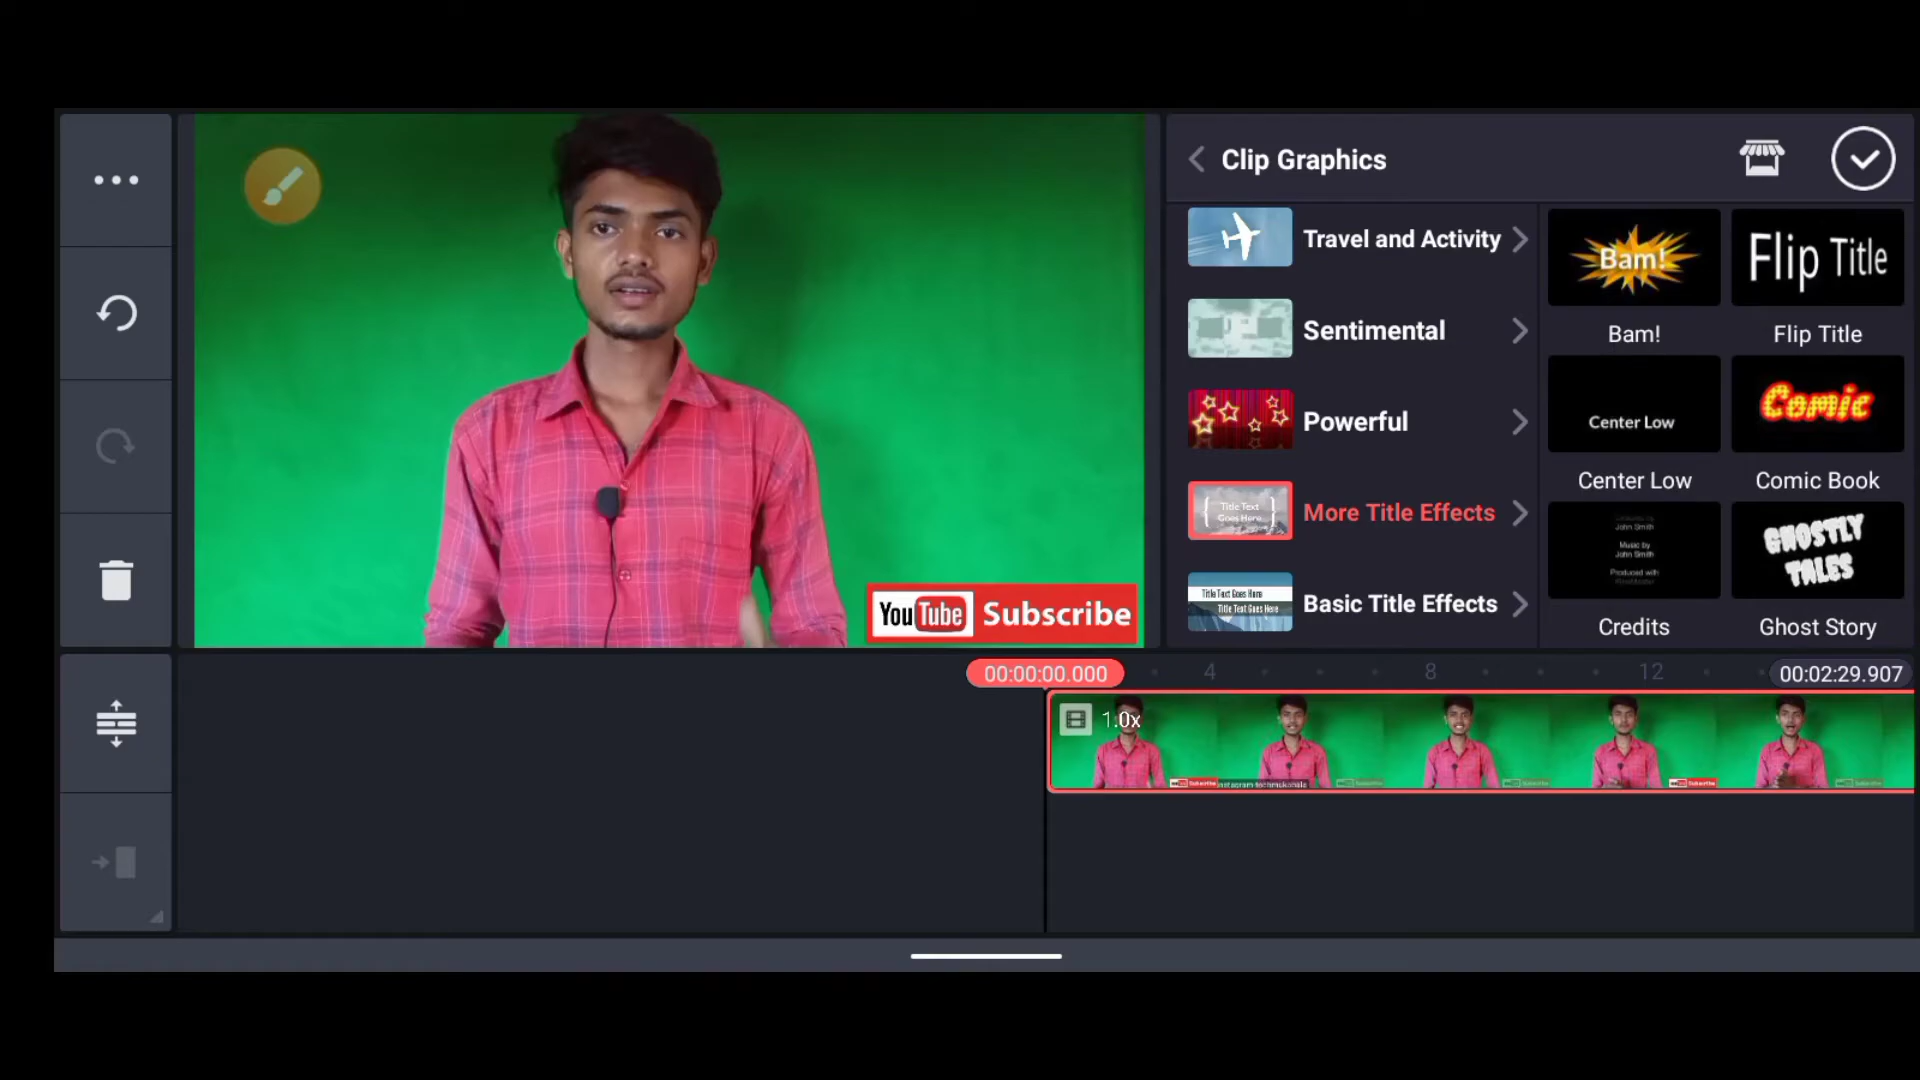 Clip Graphics
Travel and Activity
Sentimental
Powerful
Title Text
Goes Here
More Title Effects
Title Text Goes Here
Title Text Goes Here
Basic Title Effects
Bam!
Bam!
Flip Title
Flip Title
Center Low
Center Low
Comic
Comic Book
John Smith
Music by
John Smith
Produced with
Credits
GHOSTLY
TALES
Ghost Story
YouTube Subscribe
00:00:00.000
4
8
12
00:02:29.907
1.0x